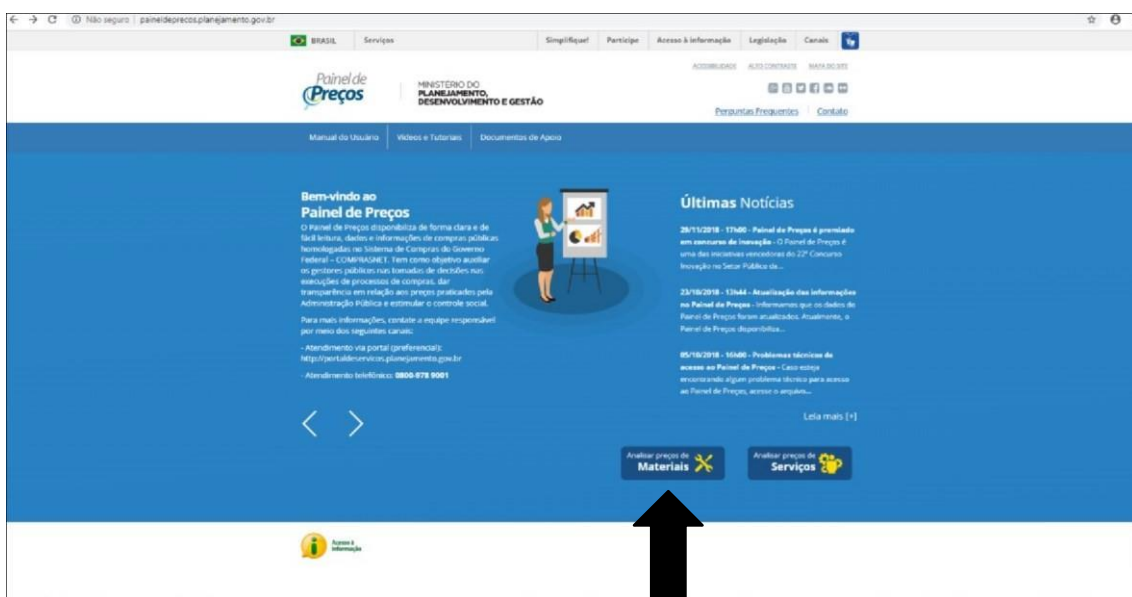 Não seguro | paineldeprecos.planejamento.gov.br
BRASIL Serviços Simplifique! Participe Acesso à informação Legislação Canais
ACESSIBILIDADE ALTO CONTRASTE MAPA DO SITE
Painel de
Preços
MINISTÉRIO DO
PLANEJAMENTO,
DESENVOLVIMENTO E GESTÃO
Perguntas Frequentes Contato
Manual do Usuário Vídeos e Tutoriais Documentos de Apoio
Bem-vindo ao
Painel de Preços
O Painel de Preços disponibiliza de forma clara e de
fácil leitura, dados e informações de compras públicas
homologadas no Sistema de Compras do Governo
Federal – COMPRASNET. Tem como objetivo auxiliar
os gestores públicos nas tomadas de decisões nas
execuções de processos de compras, dar
transparência em relação aos preços praticados pela
Administração Pública e estimular o controle social.
Para mais informações, contate a equipe responsável
por meio dos seguintes canais:
- Atendimento via portal (preferencial):
http://portaldeservicos.planejamento.gov.br
- Atendimento telefônico: 0800-978 9001
Últimas Notícias
28/11/2018 - 17h00 - Painel de Preços é premiado
em concurso de inovação - O Painel de Preços é
uma das iniciativas vencedoras do 22º Concurso
Inovação no Setor Público da...
23/10/2018 - 13h44 - Atualização das informações
no Painel de Preços - Informamos que os dados do
Painel de Preços foram atualizados. Atualmente, o
Painel de Preços disponibiliza...
05/10/2018 - 16h00 - Problemas técnicos de
acesso ao Painel de Preços - Caso esteja
encontrando algum problema técnico para acesso
ao Painel de Preços, acesse o arquivo...
Leia mais [+]
Analisar preços de
Materiais
Analisar preços de
Serviços
Acesso à
Informação